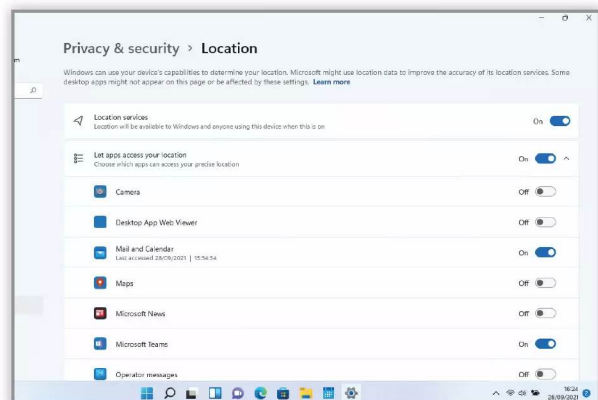 Privacy & security > Location
Windows can use your device's capabilities to determine your location. Microsoft might use location data to improve the accuracy of its location services. Some
desktop apps might not appear on this page or be affected by these settings. Learn more
Location services
Location will be available to Windows and anyone using this device when this is on
On
Let apps access your location
Choose which apps can access your precise location
On
Camera
Off
Desktop App Web Viewer
Off
Mail and Calendar
Last accessed 28/09/2021 | 15:54:54
On
Maps
Off
Microsoft News
Off
Microsoft Teams
On
Operator messages
Off
16:24
28/09/2021